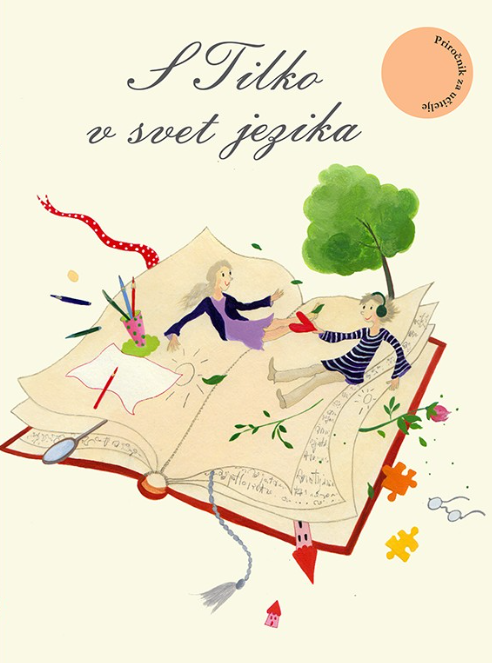 S Tilko
v svet jezika
Priročnik za učitelje